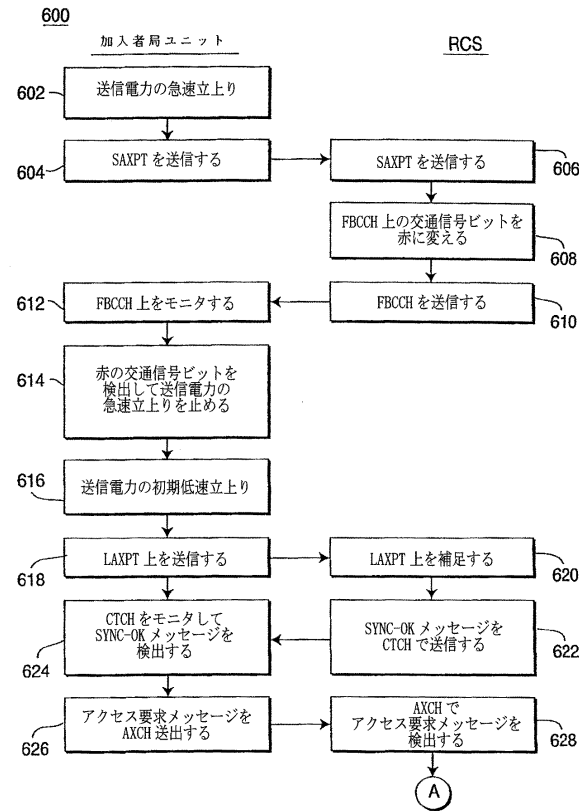 600
加入者局ユニット
RCS
602
送信電力の急速立上り
604
SAXPT を送信する
SAXPT を送信する
606
FBCCH 上の交通信号ビットを
赤に変える
608
612
FBCCH 上をモニタする
FBCCH を送信する
610
614
赤の交通信号ビットを
検出して送信電力の
急速立上りを止める
616
送信電力の初期低速立上り
618
LAXPT 上を送信する
LAXPT 上を補足する
620
624
CTCH をモニタして
SYNC-OK メッセージを
検出する
SYNC-OK メッセージを
CTCH で送信する
622
626
アクセス要求メッセージを
AXCH 送出する
AXCH で
アクセス要求メッセージを
検出する
628
A